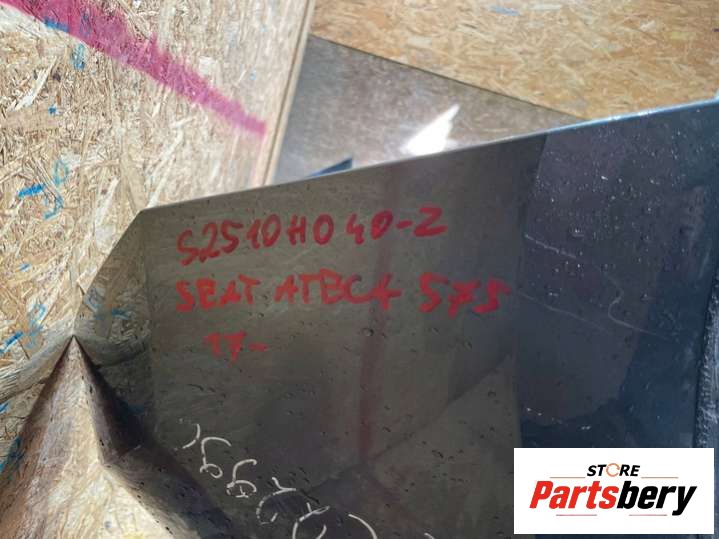 S2510H040-Z
SEAT ATECA 575
17-
STORE
Partsbery